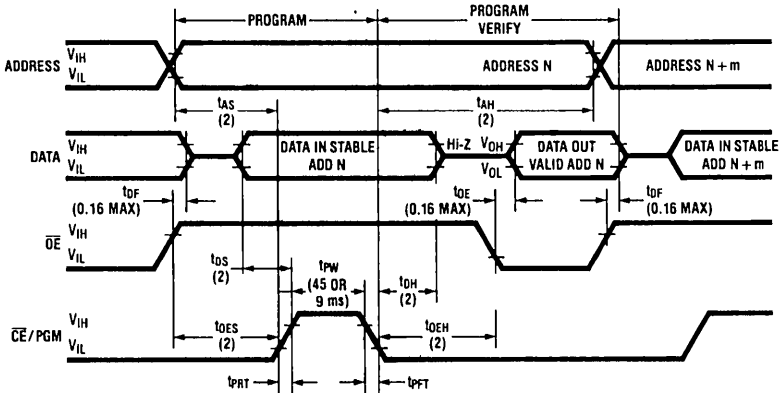 PROGRAM
PROGRAM
VERIFY
ADDRESS
VIH
VIL
ADDRESS N
ADDRESS N + m
tAS
(2)
tAH
(2)
DATA
VIH
VIL
DATA IN STABLE
ADD N
Hi-Z
VOH
VOL
DATA OUT
VALID ADD N
DATA IN STABLE
ADD N + m
tDF
(0.16 MAX)
tOE
(0.16 MAX)
tDF
(0.16 MAX)
OE
VIH
VIL
tDS
(2)
tPW
(45 OR
9 ms)
tDH
(2)
CE/PGM
VIH
VIL
tOES
(2)
tOEH
(2)
tPRT
tPFT